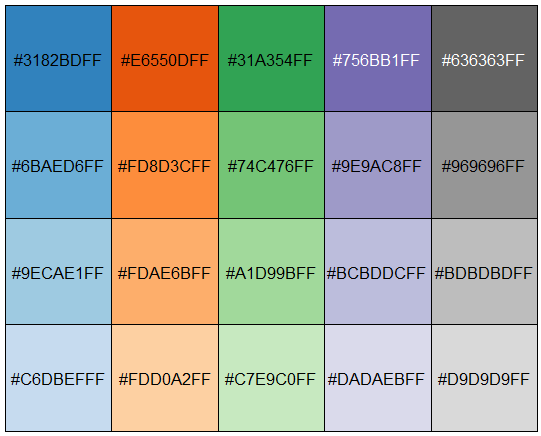 #3182BDFF #E6550DFF #31A354FF #756BB1FF #636363FF
#6BAED6FF #FD8D3CFF #74C476FF #9E9AC8FF #969696FF
#9ECAE1FF #FDAE6BFF #A1D99BFF #BCBDDCFF #BDBDBDFF
#C6DBEFFF #FDD0A2FF #C7E9C0FF #DADAEBFF #D9D9D9FF